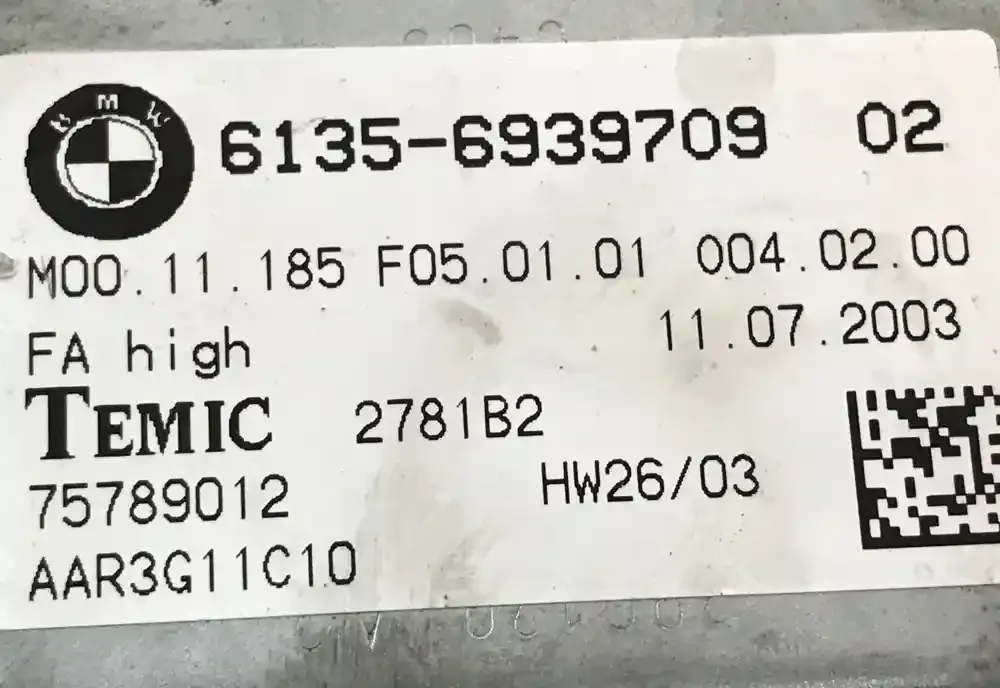 BMW
6135-6939709 02
M00.11.185 F05.01.01 004.02.00
FA high 11.07.2003
TEMIC 2781B2
75789012 HW26/03
AAR3G11C10